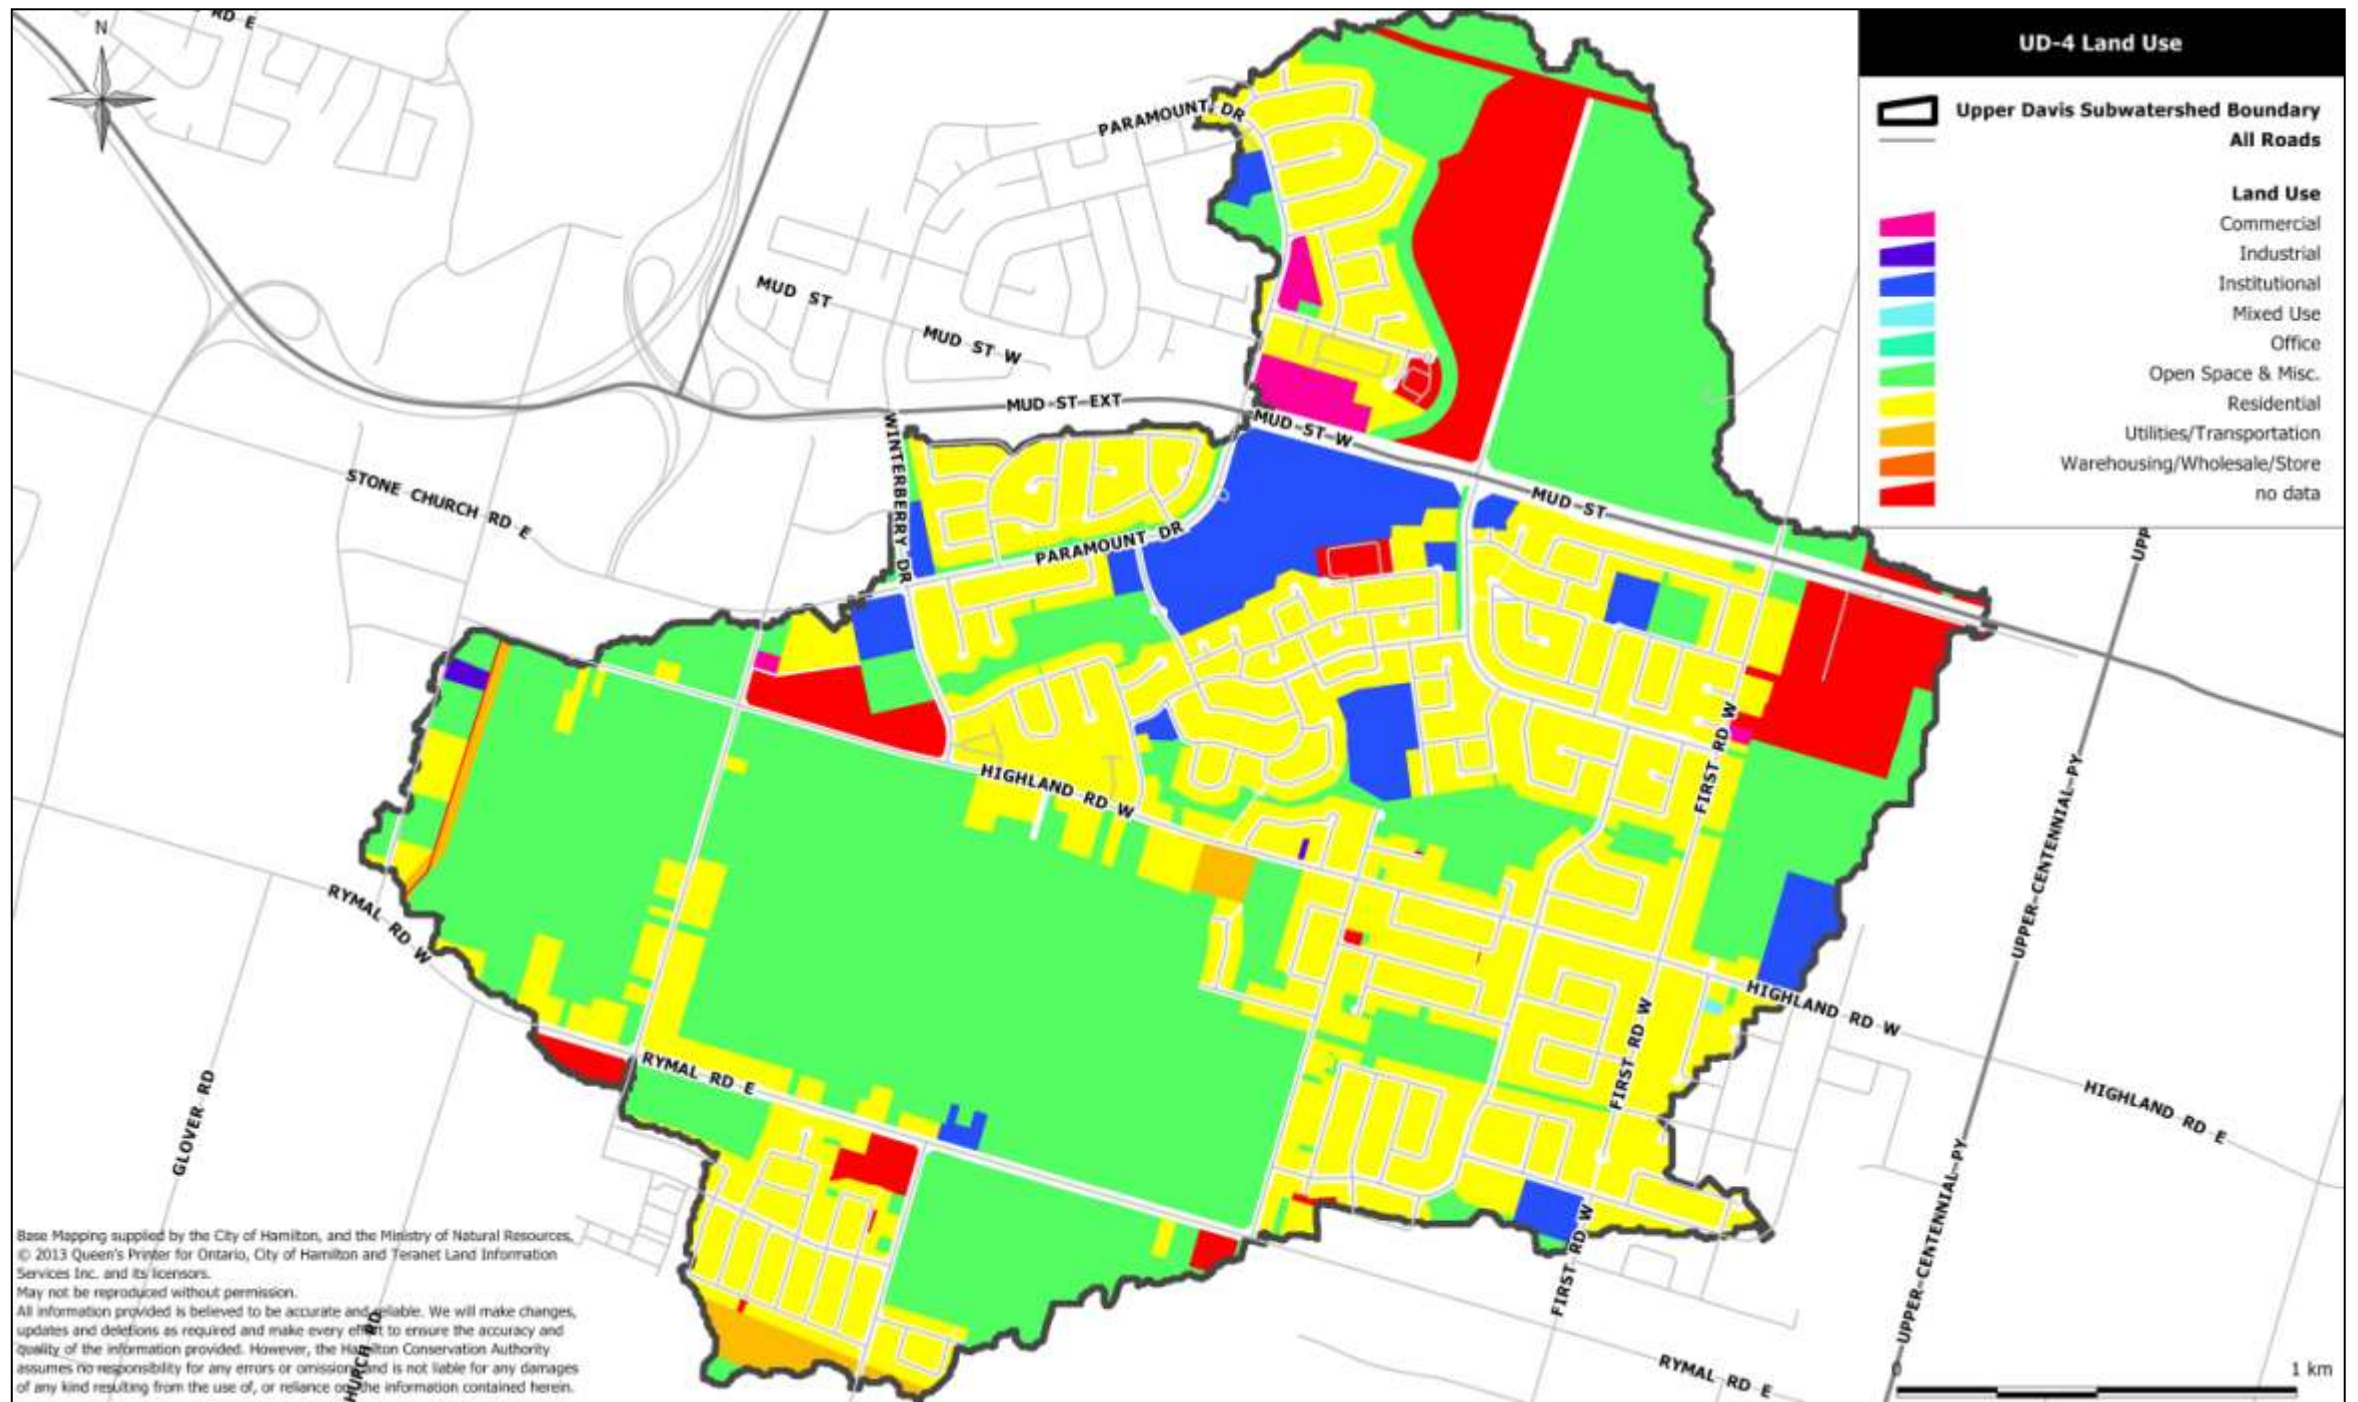 RD E
N
UD-4 Land Use
Upper Davis Subwatershed Boundary
All Roads
Land Use
Commercial
Industrial
Institutional
Mixed Use
Office
Open Space & Misc.
Residential
Utilities/Transportation
Warehousing/Wholesale/Store
no data
PARAMOUNT DR
MUD ST
MUD ST W
MUD-ST-EXT
MUD-ST-W
WINTERBERRY DR
STONE CHURCH RD E
MUD-ST
PARAMOUNT DR
UPP
HIGHLAND RD W
FIRST RD W
UPPER-CENTENNIAL-PY
RYMAL RD W
HIGHLAND RD W
FIRST RD W
RYMAL RD E
GLOVER RD
HIGHLAND RD E
UPPER-CENTENNIAL-PY
FIRST RD W
RYMAL RD E
HURCH RD
0 1 km
Base Mapping supplied by the City of Hamilton, and the Ministry of Natural Resources,
© 2013 Queen's Printer for Ontario, City of Hamilton and Teranet Land Information
Services Inc. and its licensors.
May not be reproduced without permission.
All information provided is believed to be accurate and reliable. We will make changes,
updates and deletions as required and make every effort to ensure the accuracy and
quality of the information provided. However, the Hamilton Conservation Authority
assumes no responsibility for any errors or omissions and is not liable for any damages
of any kind resulting from the use of, or reliance on, the information contained herein.